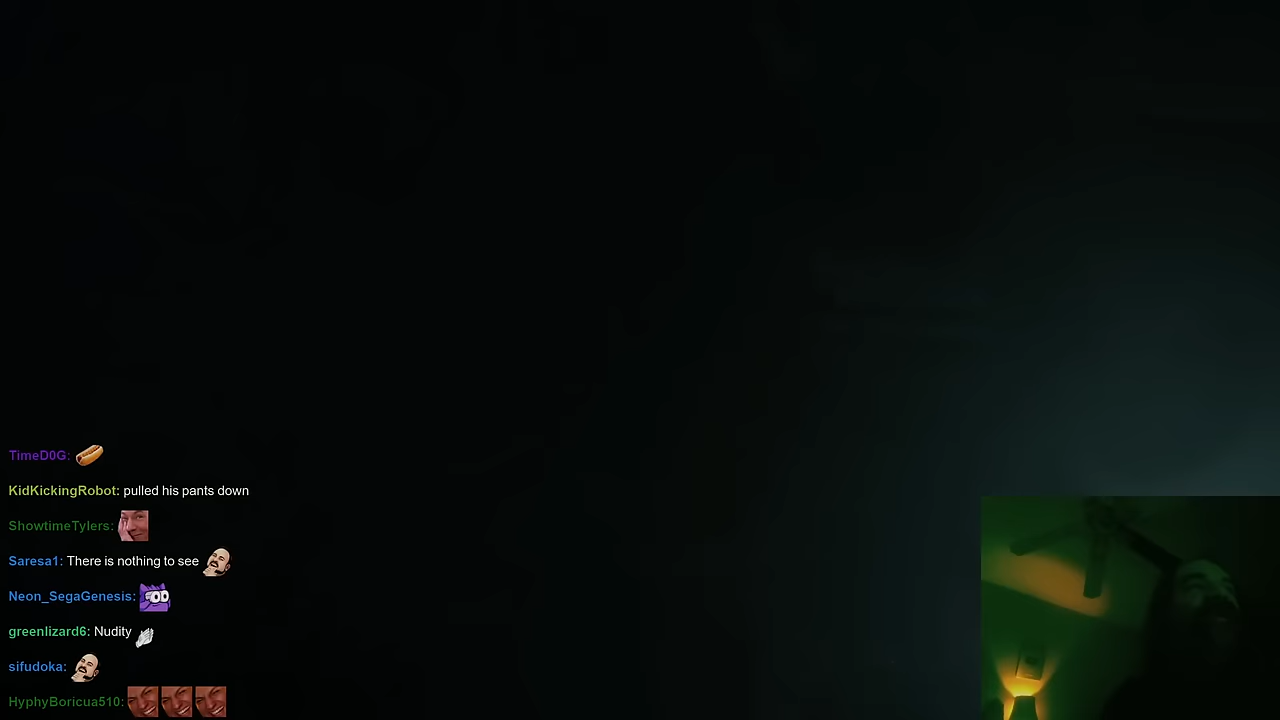 TimeD0G:
KidKickingRobot: pulled his pants down
ShowtimeTylers:
Saresa1: There is nothing to see
Neon_SegaGenesis:
greenlizard6: Nudity
sifudoka:
HyphyBoricua510: